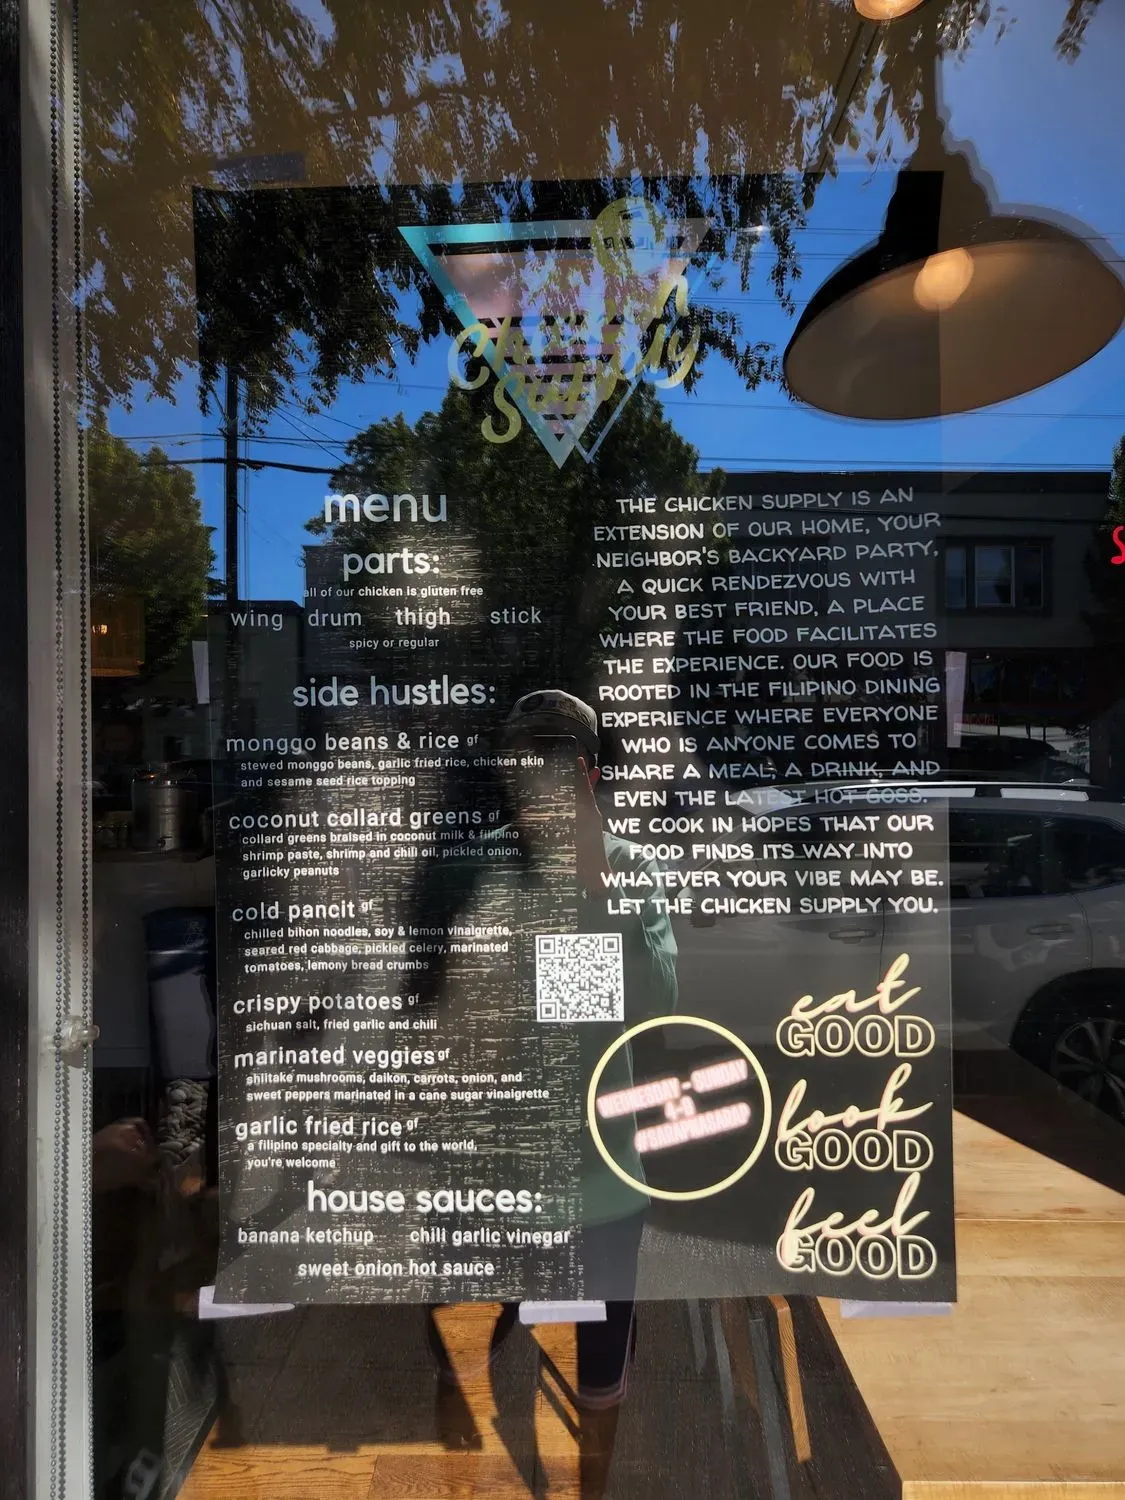 Chicken
Supply
menu
parts:
all of our chicken is gluten free
wing drum thigh stick
spicy or regular
side hustles:
monggo beans & rice gf
stewed monggo beans, garlic fried rice, chicken skin
and sesame seed rice topping
coconut collard greens gf
collard greens braised in coconut milk & filipino
shrimp paste, shrimp and chili oil, pickled onion,
garlicky peanuts
cold pancit gf
chilled bihon noodles, soy & lemon vinaigrette,
seared red cabbage, pickled celery, marinated
tomatoes, lemony bread crumbs
crispy potatoes gf
sichuan salt, fried garlic and chili
marinated veggies gf
shiitake mushrooms, daikon, carrots, onion, and
sweet peppers marinated in a cane sugar vinaigrette
garlic fried rice gf
a filipino specialty and gift to the world,
you're welcome
house sauces:
banana ketchup chili garlic vinegar
sweet onion hot sauce
THE CHICKEN SUPPLY IS AN
EXTENSION OF OUR HOME, YOUR
NEIGHBOR'S BACKYARD PARTY,
A QUICK RENDEZVOUS WITH
YOUR BEST FRIEND, A PLACE
WHERE THE FOOD FACILITATES
THE EXPERIENCE. OUR FOOD IS
ROOTED IN THE FILIPINO DINING
EXPERIENCE WHERE EVERYONE
WHO IS ANYONE COMES TO
SHARE A MEAL, A DRINK, AND
EVEN THE LATEST HOT GOSS.
WE COOK IN HOPES THAT OUR
FOOD FINDS ITS WAY INTO
WHATEVER YOUR VIBE MAY BE.
LET THE CHICKEN SUPPLY YOU.
WEDNESDAY - SUNDAY
#SARAPHASARAP
eat
GOOD
look
GOOD
feel
GOOD